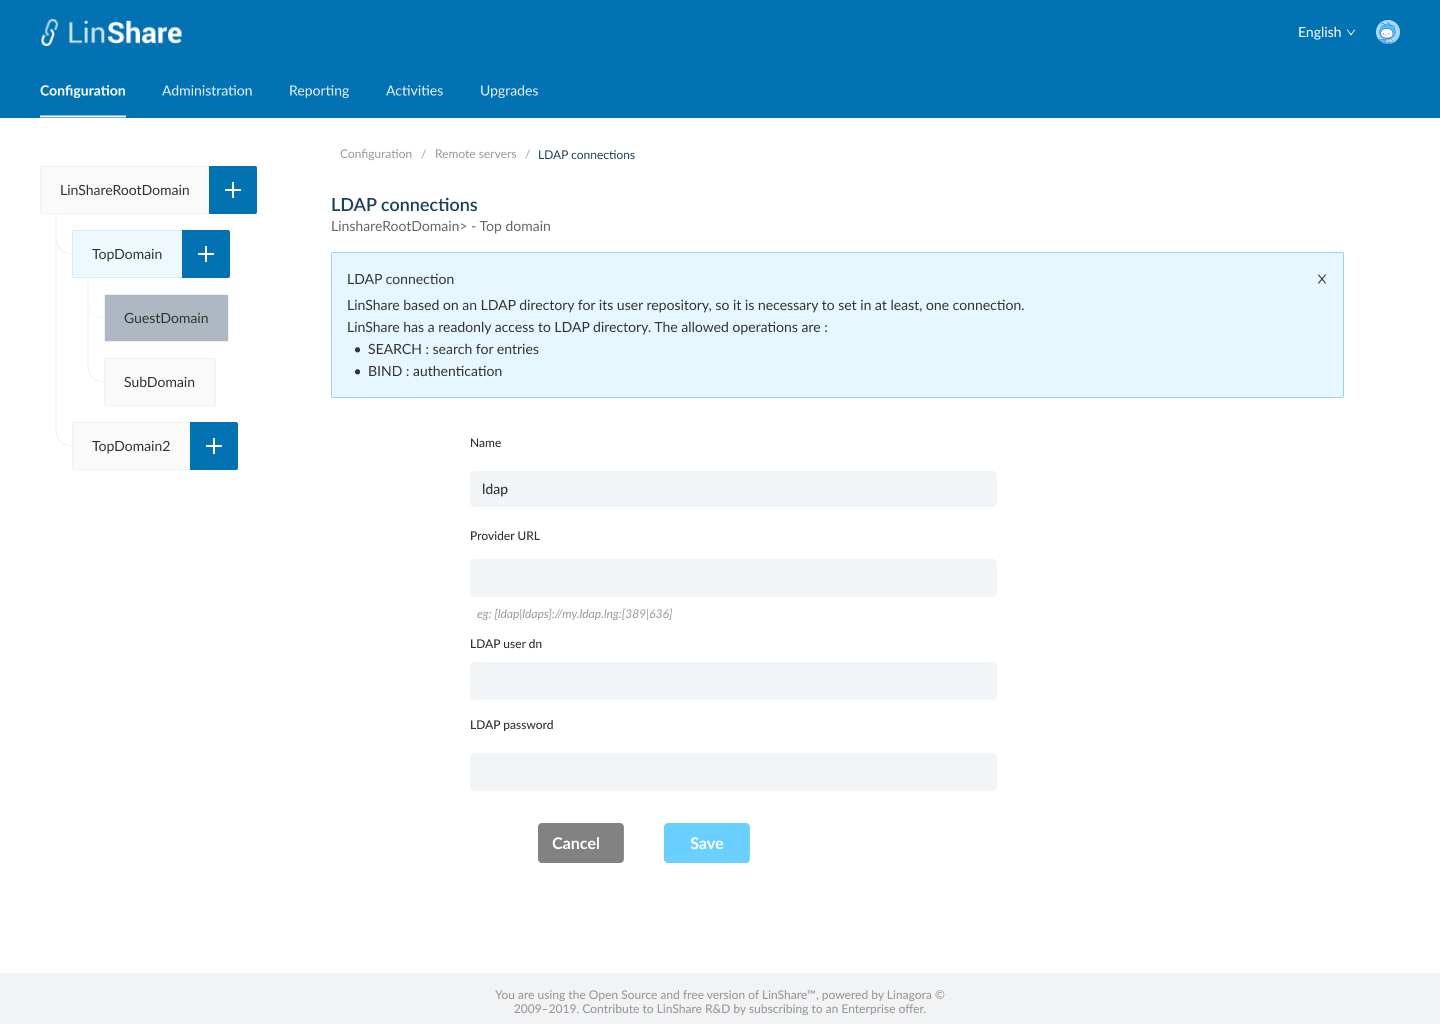 LinShare
English
Configuration Administration Reporting Activities Upgrades
Configuration / Remote servers / LDAP connections
LinShareRootDomain
TopDomain
GuestDomain
SubDomain
TopDomain2
LDAP connections
LinshareRootDomain> - Top domain
LDAP connection
LinShare based on an LDAP directory for its user repository, so it is necessary to set in at least, one connection.
LinShare has a readonly access to LDAP directory. The allowed operations are :
• SEARCH : search for entries
• BIND : authentication
Name
ldap
Provider URL
eg: [ldap|ldaps]://my.ldap.lng:[389|636]
LDAP user dn
LDAP password
Cancel Save
You are using the Open Source and free version of LinShare™, powered by Linagora ©
2009–2019. Contribute to LinShare R&D by subscribing to an Enterprise offer.